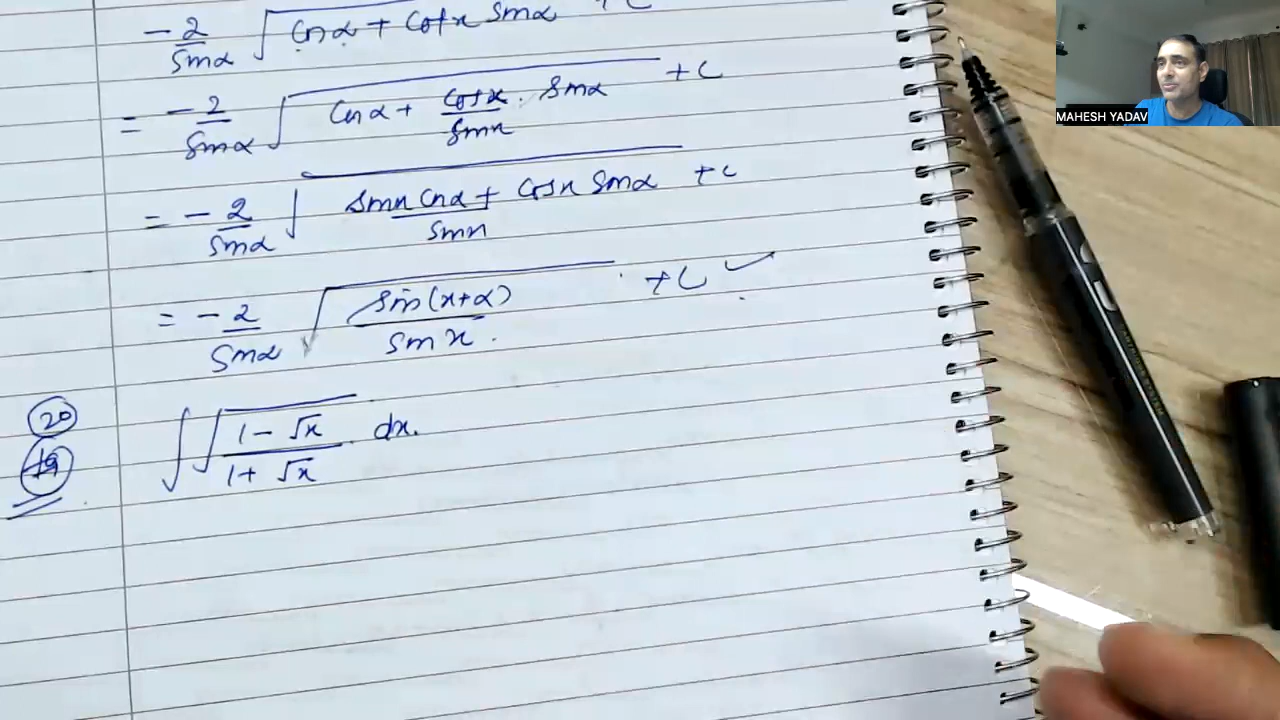 -2/sinα √(cosα + cotx sinα) + C
= -2/sinα √(cosα + cosx/sinx · sinα) + C
= -2/sinα √((sinx cosα + cosx sinα)/sinx) + C
= -2/sinα √(sin(x+α)/sinx) + C ✓
20 ∫ √((1-√x)/(1+√x)) dx.
19
MAHESH YADAV